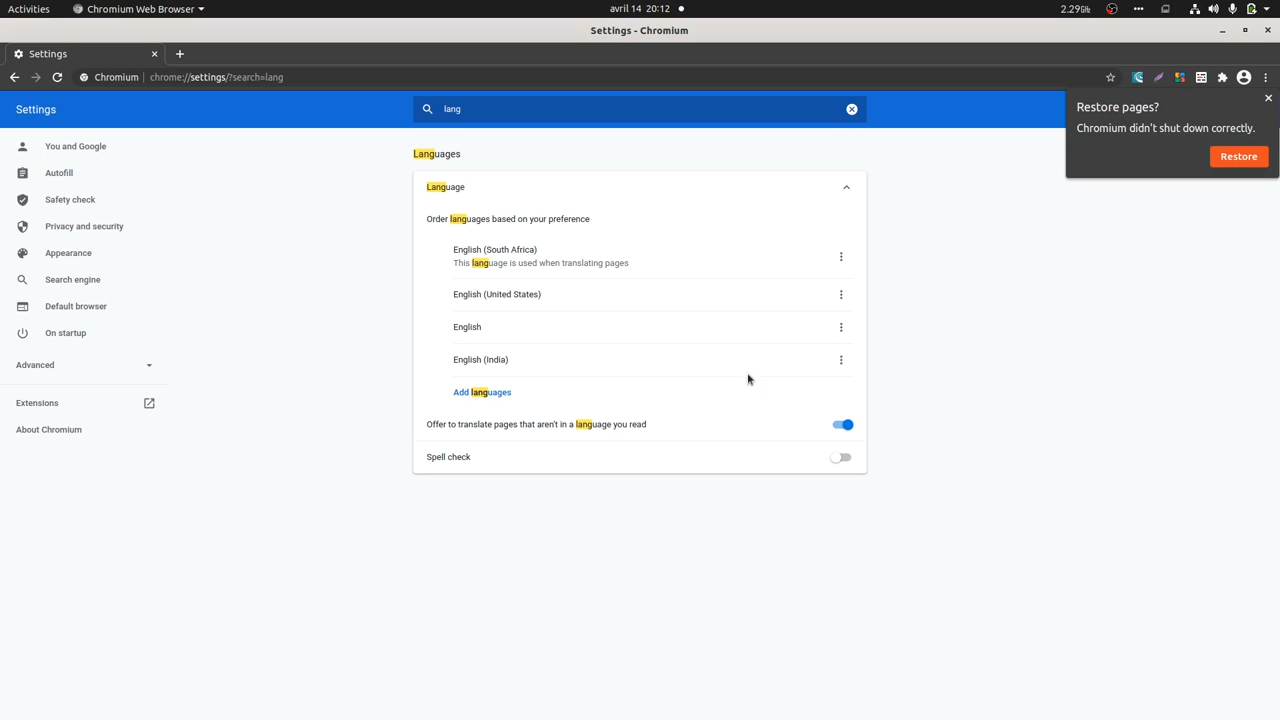 Activities
Chromium Web Browser
avril 14 20:12
2.29GHz
Settings - Chromium
Settings
Chromium
chrome://settings/?search=lang
Settings
lang
Restore pages?
Chromium didn't shut down correctly.
Restore
You and Google
Autofill
Safety check
Privacy and security
Appearance
Search engine
Default browser
On startup
Advanced
Extensions
About Chromium
Languages
Language
Order languages based on your preference
English (South Africa)
This language is used when translating pages
English (United States)
English
English (India)
Add languages
Offer to translate pages that aren't in a language you read
Spell check